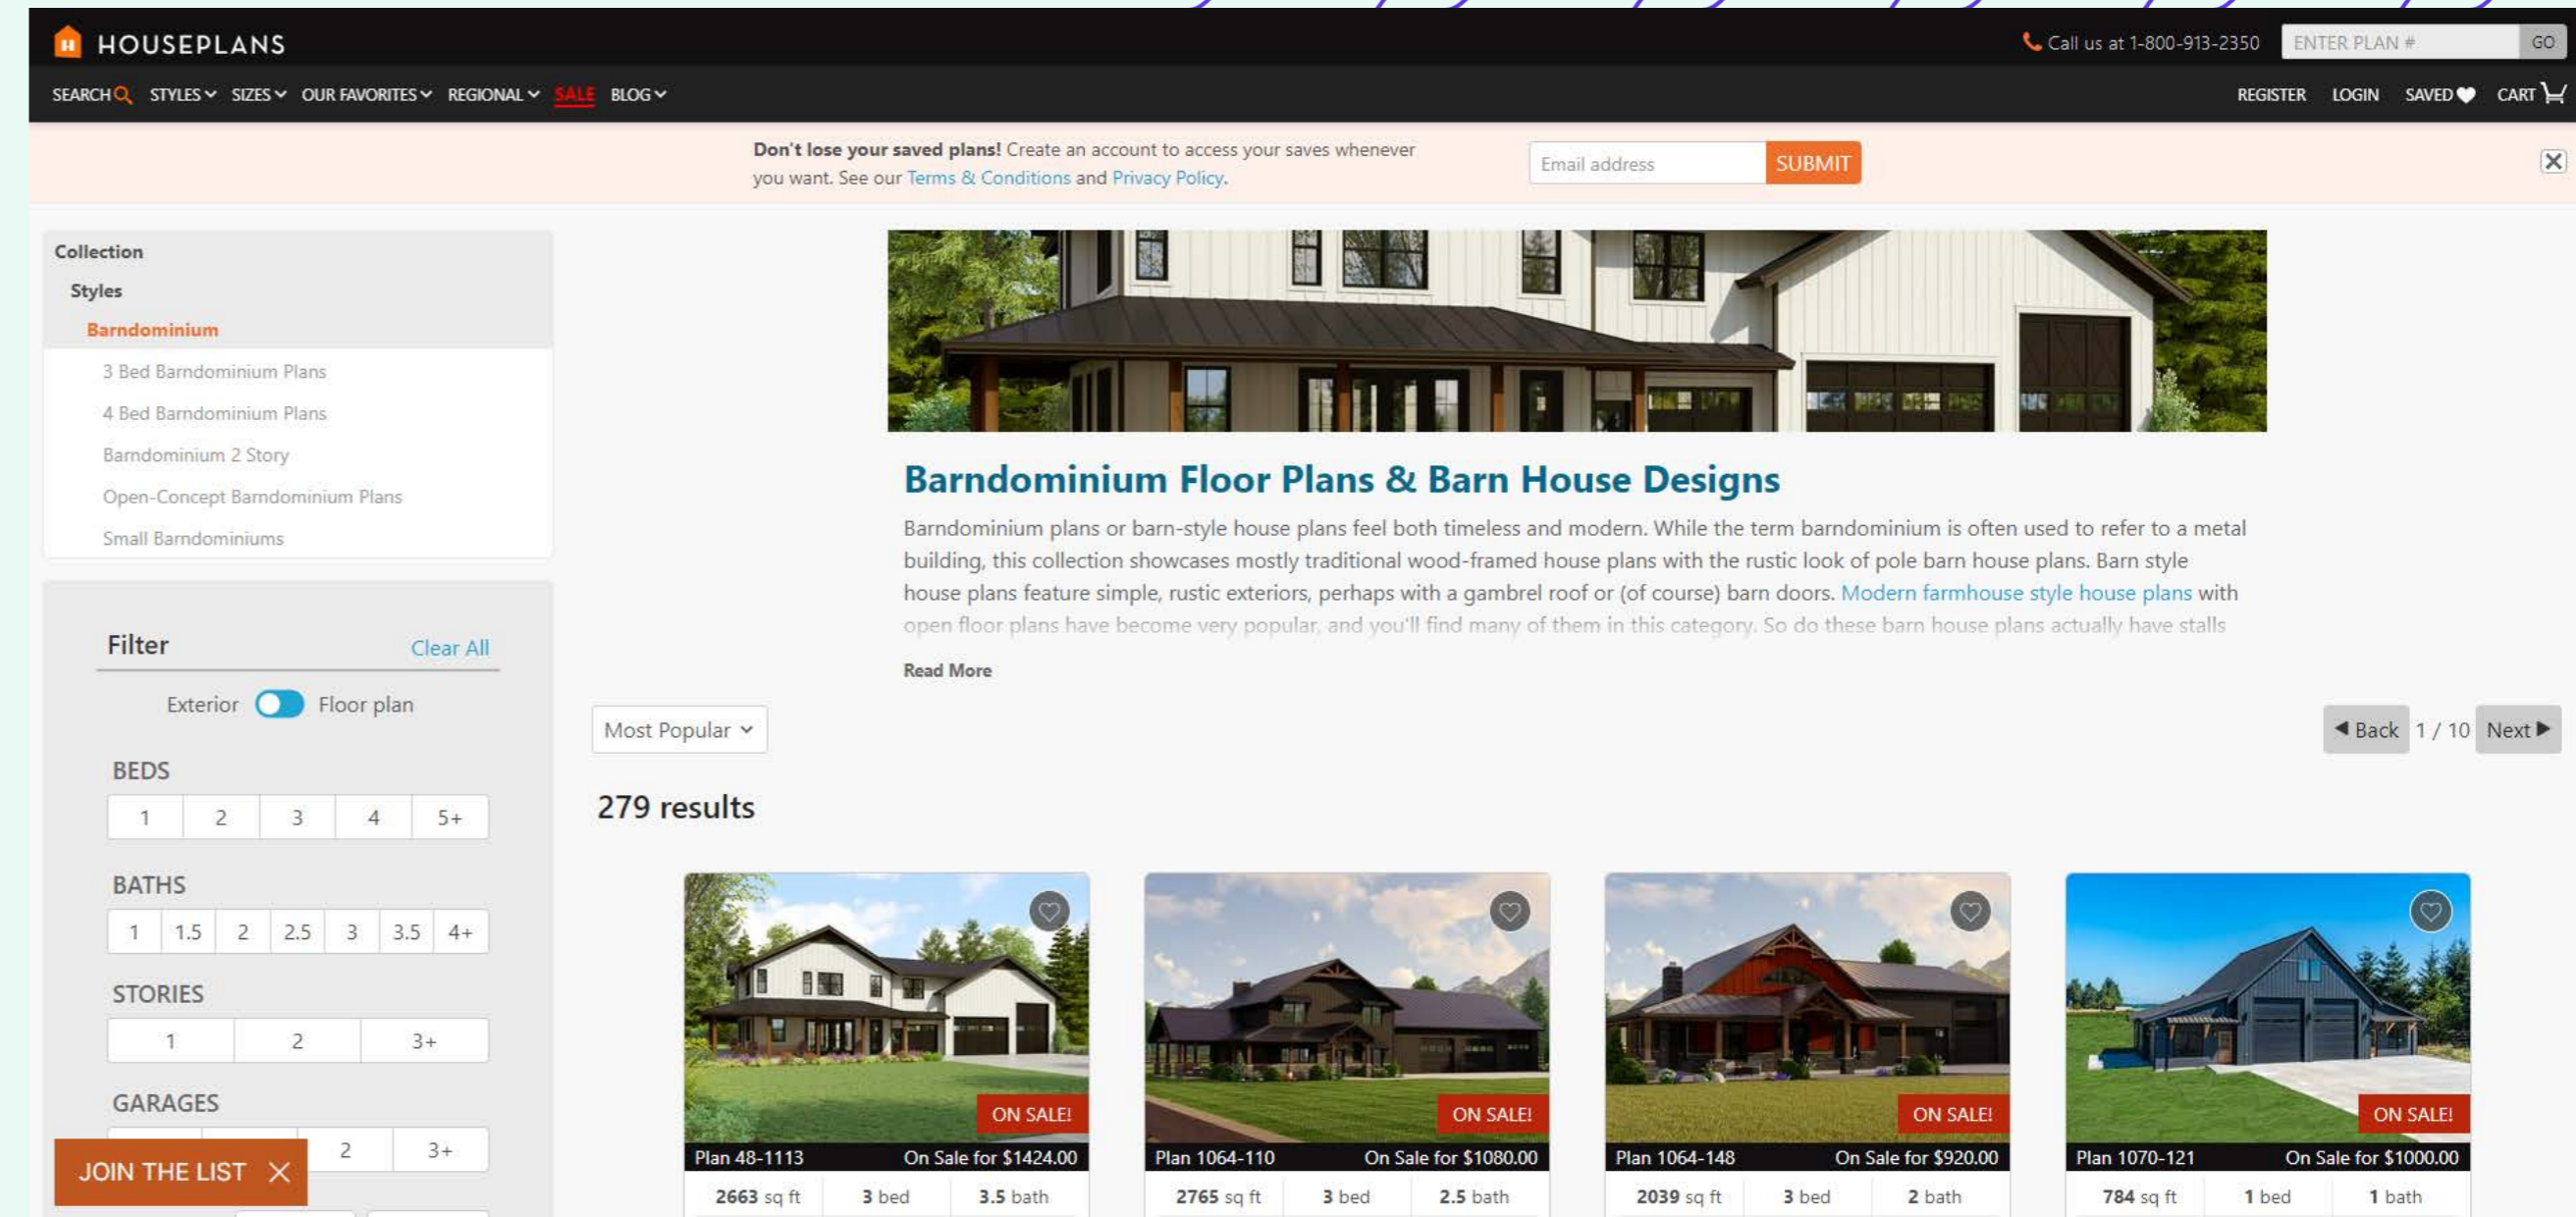 HOUSEPLANS
Call us at 1-800-913-2350
ENTER PLAN #
GO
SEARCH STYLES SIZES OUR FAVORITES REGIONAL SALE BLOG
REGISTER LOGIN SAVED CART
Don't lose your saved plans! Create an account to access your saves whenever
you want. See our Terms & Conditions and Privacy Policy.
Email address
SUBMIT
Collection
Styles
Barndominium
3 Bed Barndominium Plans
4 Bed Barndominium Plans
Barndominium 2 Story
Open-Concept Barndominium Plans
Small Barndominiums
Barndominium Floor Plans & Barn House Designs
Barndominium plans or barn-style house plans feel both timeless and modern. While the term barndominium is often used to refer to a metal
building, this collection showcases mostly traditional wood-framed house plans with the rustic look of pole barn house plans. Barn style
house plans feature simple, rustic exteriors, perhaps with a gambrel roof or (of course) barn doors. Modern farmhouse style house plans with
open floor plans have become very popular, and you'll find many of them in this category. So do these barn house plans actually have stalls
Read More
Filter
Clear All
Exterior Floor plan
BEDS
1 2 3 4 5+
BATHS
1 1.5 2 2.5 3 3.5 4+
STORIES
1 2 3+
GARAGES
2 3+
JOIN THE LIST
Most Popular
Back 1 / 10 Next
279 results
ON SALE!
Plan 48-1113 On Sale for $1424.00
2663 sq ft 3 bed 3.5 bath
ON SALE!
Plan 1064-110 On Sale for $1080.00
2765 sq ft 3 bed 2.5 bath
ON SALE!
Plan 1064-148 On Sale for $920.00
2039 sq ft 3 bed 2 bath
ON SALE!
Plan 1070-121 On Sale for $1000.00
784 sq ft 1 bed 1 bath